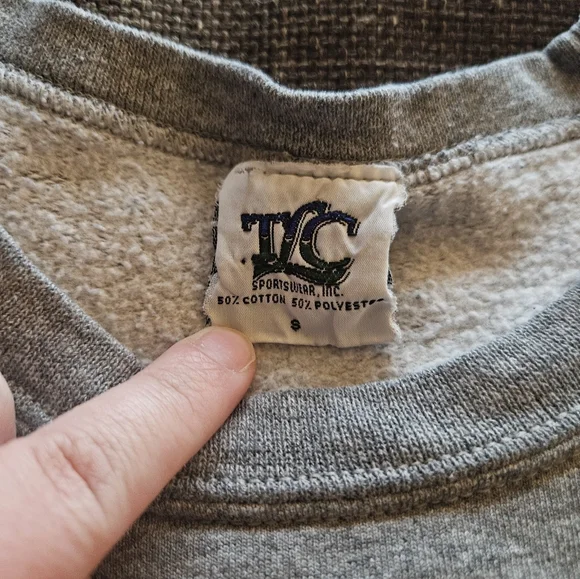 TLC
SPORTSWEAR, INC.
50% COTTON 50% POLYESTER
S